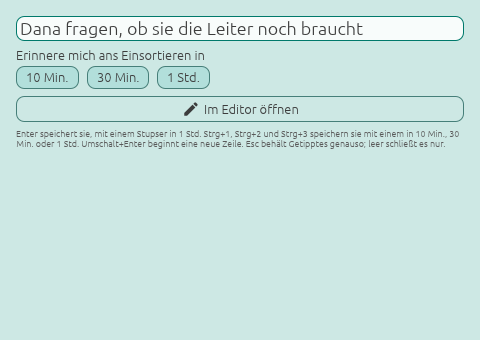 Dana fragen, ob sie die Leiter noch braucht
Erinnere mich ans Einsortieren in
10 Min. 30 Min. 1 Std.
Im Editor öffnen
Enter speichert sie, mit einem Stupser in 1 Std. Strg+1, Strg+2 und Strg+3 speichern sie mit einem in 10 Min., 30
Min. oder 1 Std. Umschalt+Enter beginnt eine neue Zeile. Esc behält Getipptes genauso; leer schließt es nur.